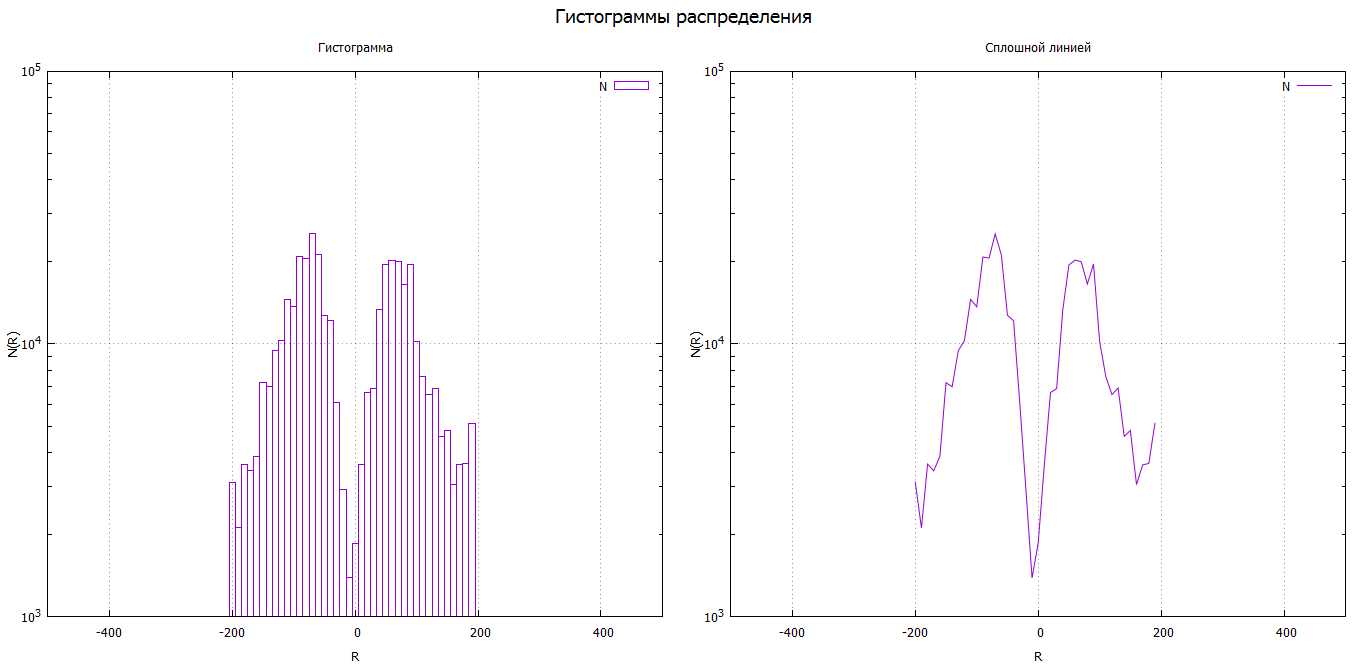 Гистограммы распределения
Гистограмма
10^5
10^4
10^3
N(R)
N
-400
-200
0
200
400
R
Сплошной линией
10^5
10^4
10^3
N(R)
N
-400
-200
0
200
400
R